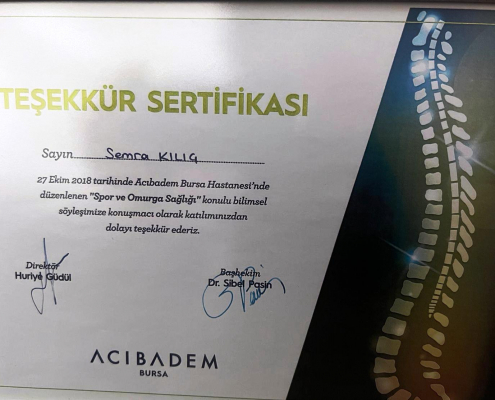 TEŞEKKÜR SERTİFİKASI
Sayın Semra KILIÇ
27 Ekim 2018 tarihinde Acıbadem Bursa Hastanesi'nde
düzenlenen "Spor ve Omurga Sağlığı" konulu bilimsel
söyleşimize konuşmacı olarak katılımınızdan
dolayı teşekkür ederiz.
Direktör
Huriye Güdül
Başhekim
Dr. Sibel Paşin
ACIBADEM
BURSA